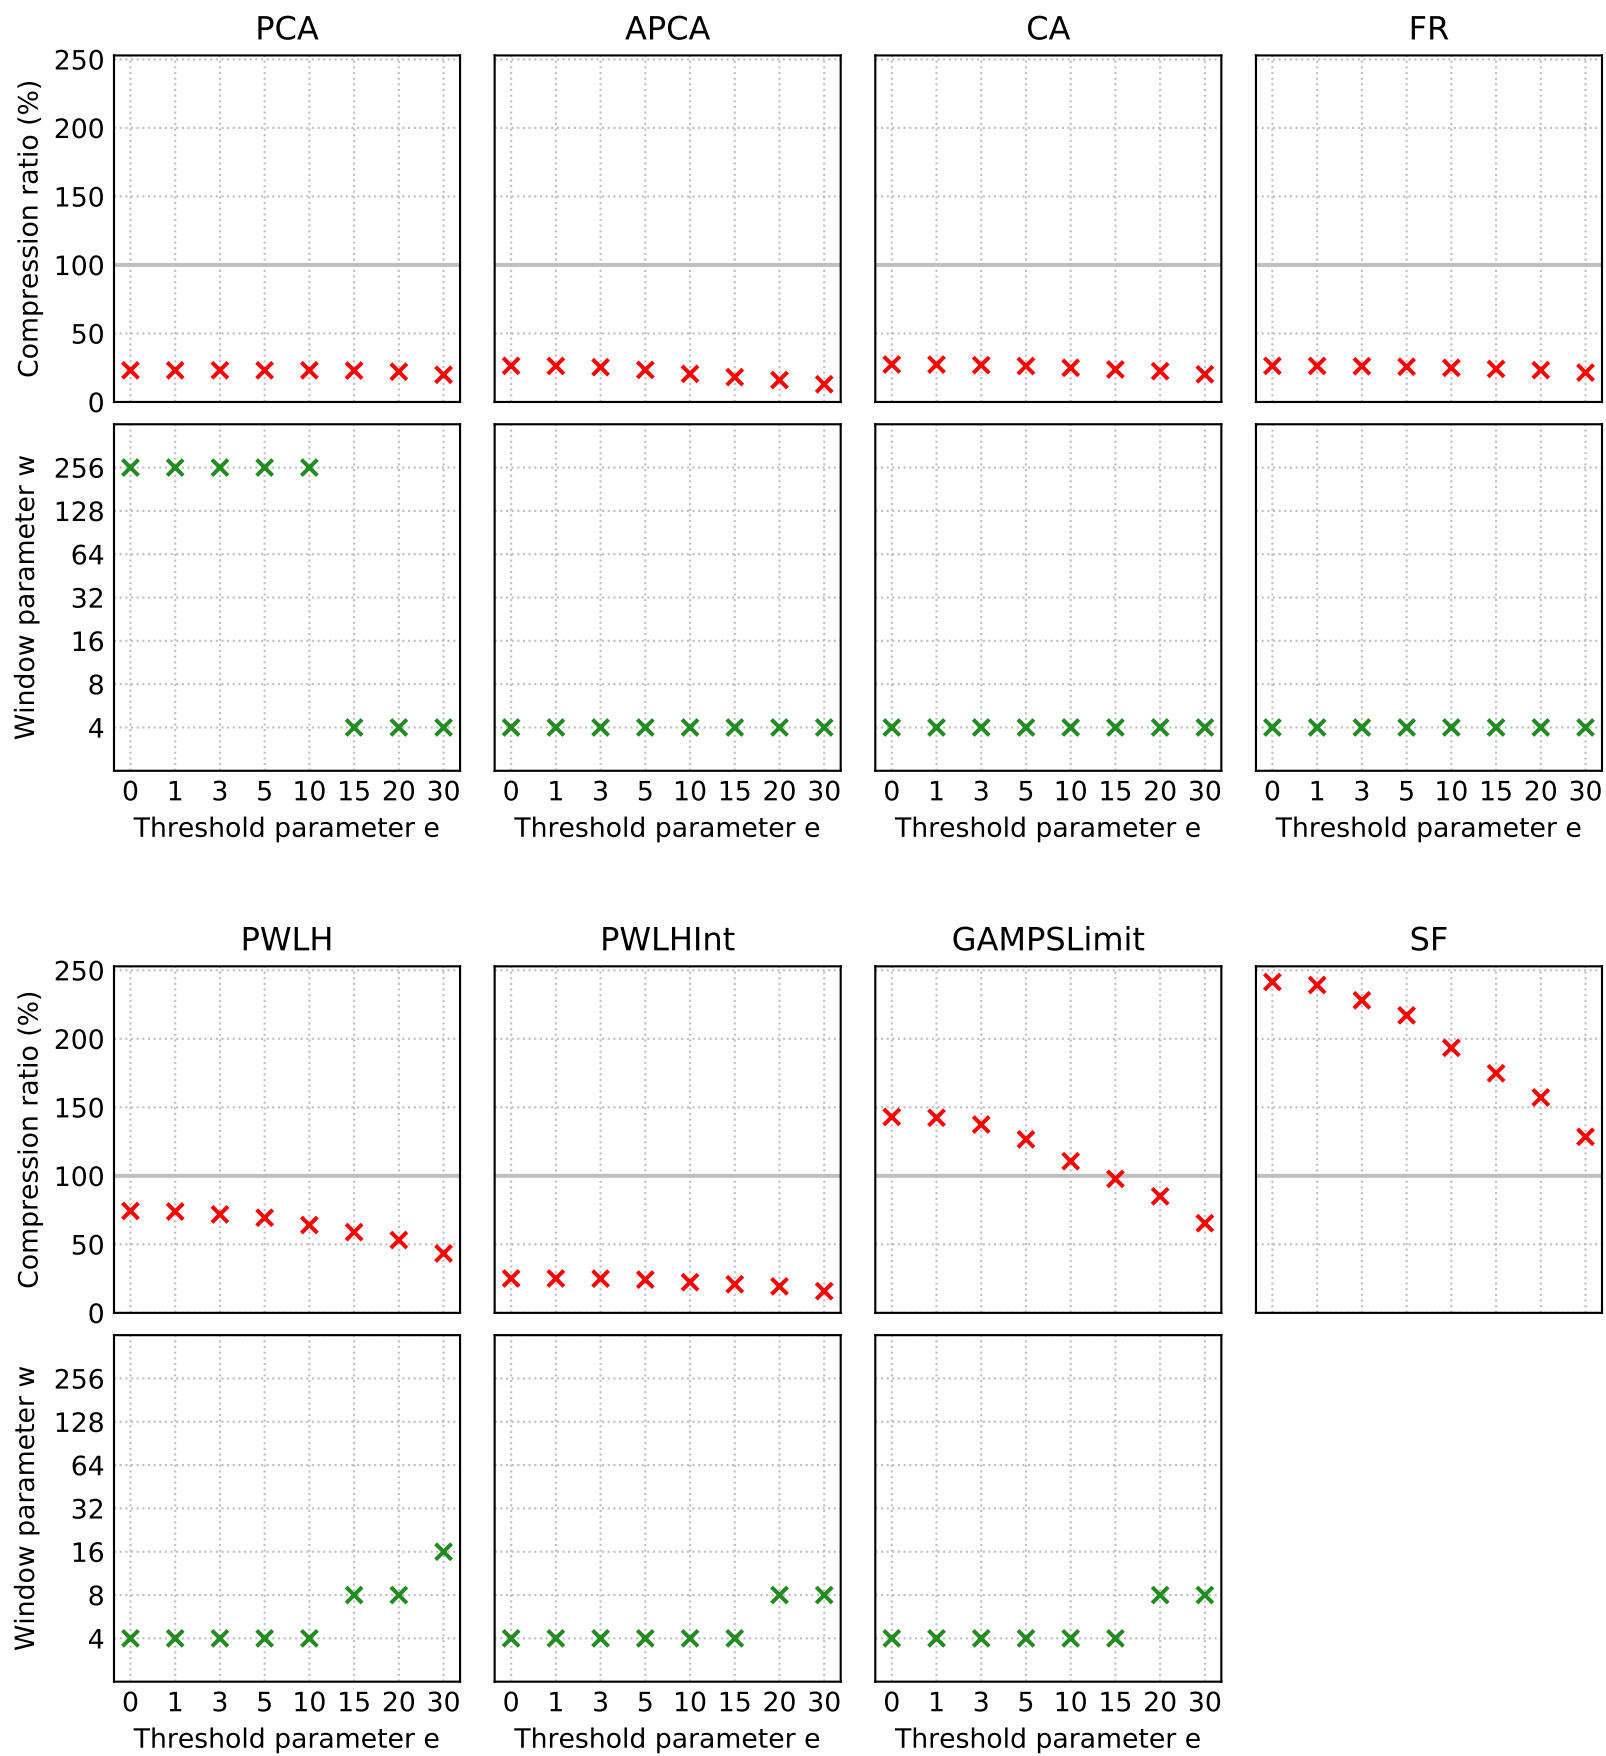 PCA APCA CA FR
Compression ratio (%)
250
200
150
100
50
0
Window parameter w
256
128
64
32
16
8
4
0 1 3 5 10 15 20 30 0 1 3 5 10 15 20 30 0 1 3 5 10 15 20 30 0 1 3 5 10 15 20 30
Threshold parameter e Threshold parameter e Threshold parameter e Threshold parameter e
PWLH PWLHInt GAMPSLimit SF
Compression ratio (%)
250
200
150
100
50
0
Window parameter w
256
128
64
32
16
8
4
0 1 3 5 10 15 20 30 0 1 3 5 10 15 20 30 0 1 3 5 10 15 20 30
Threshold parameter e Threshold parameter e Threshold parameter e